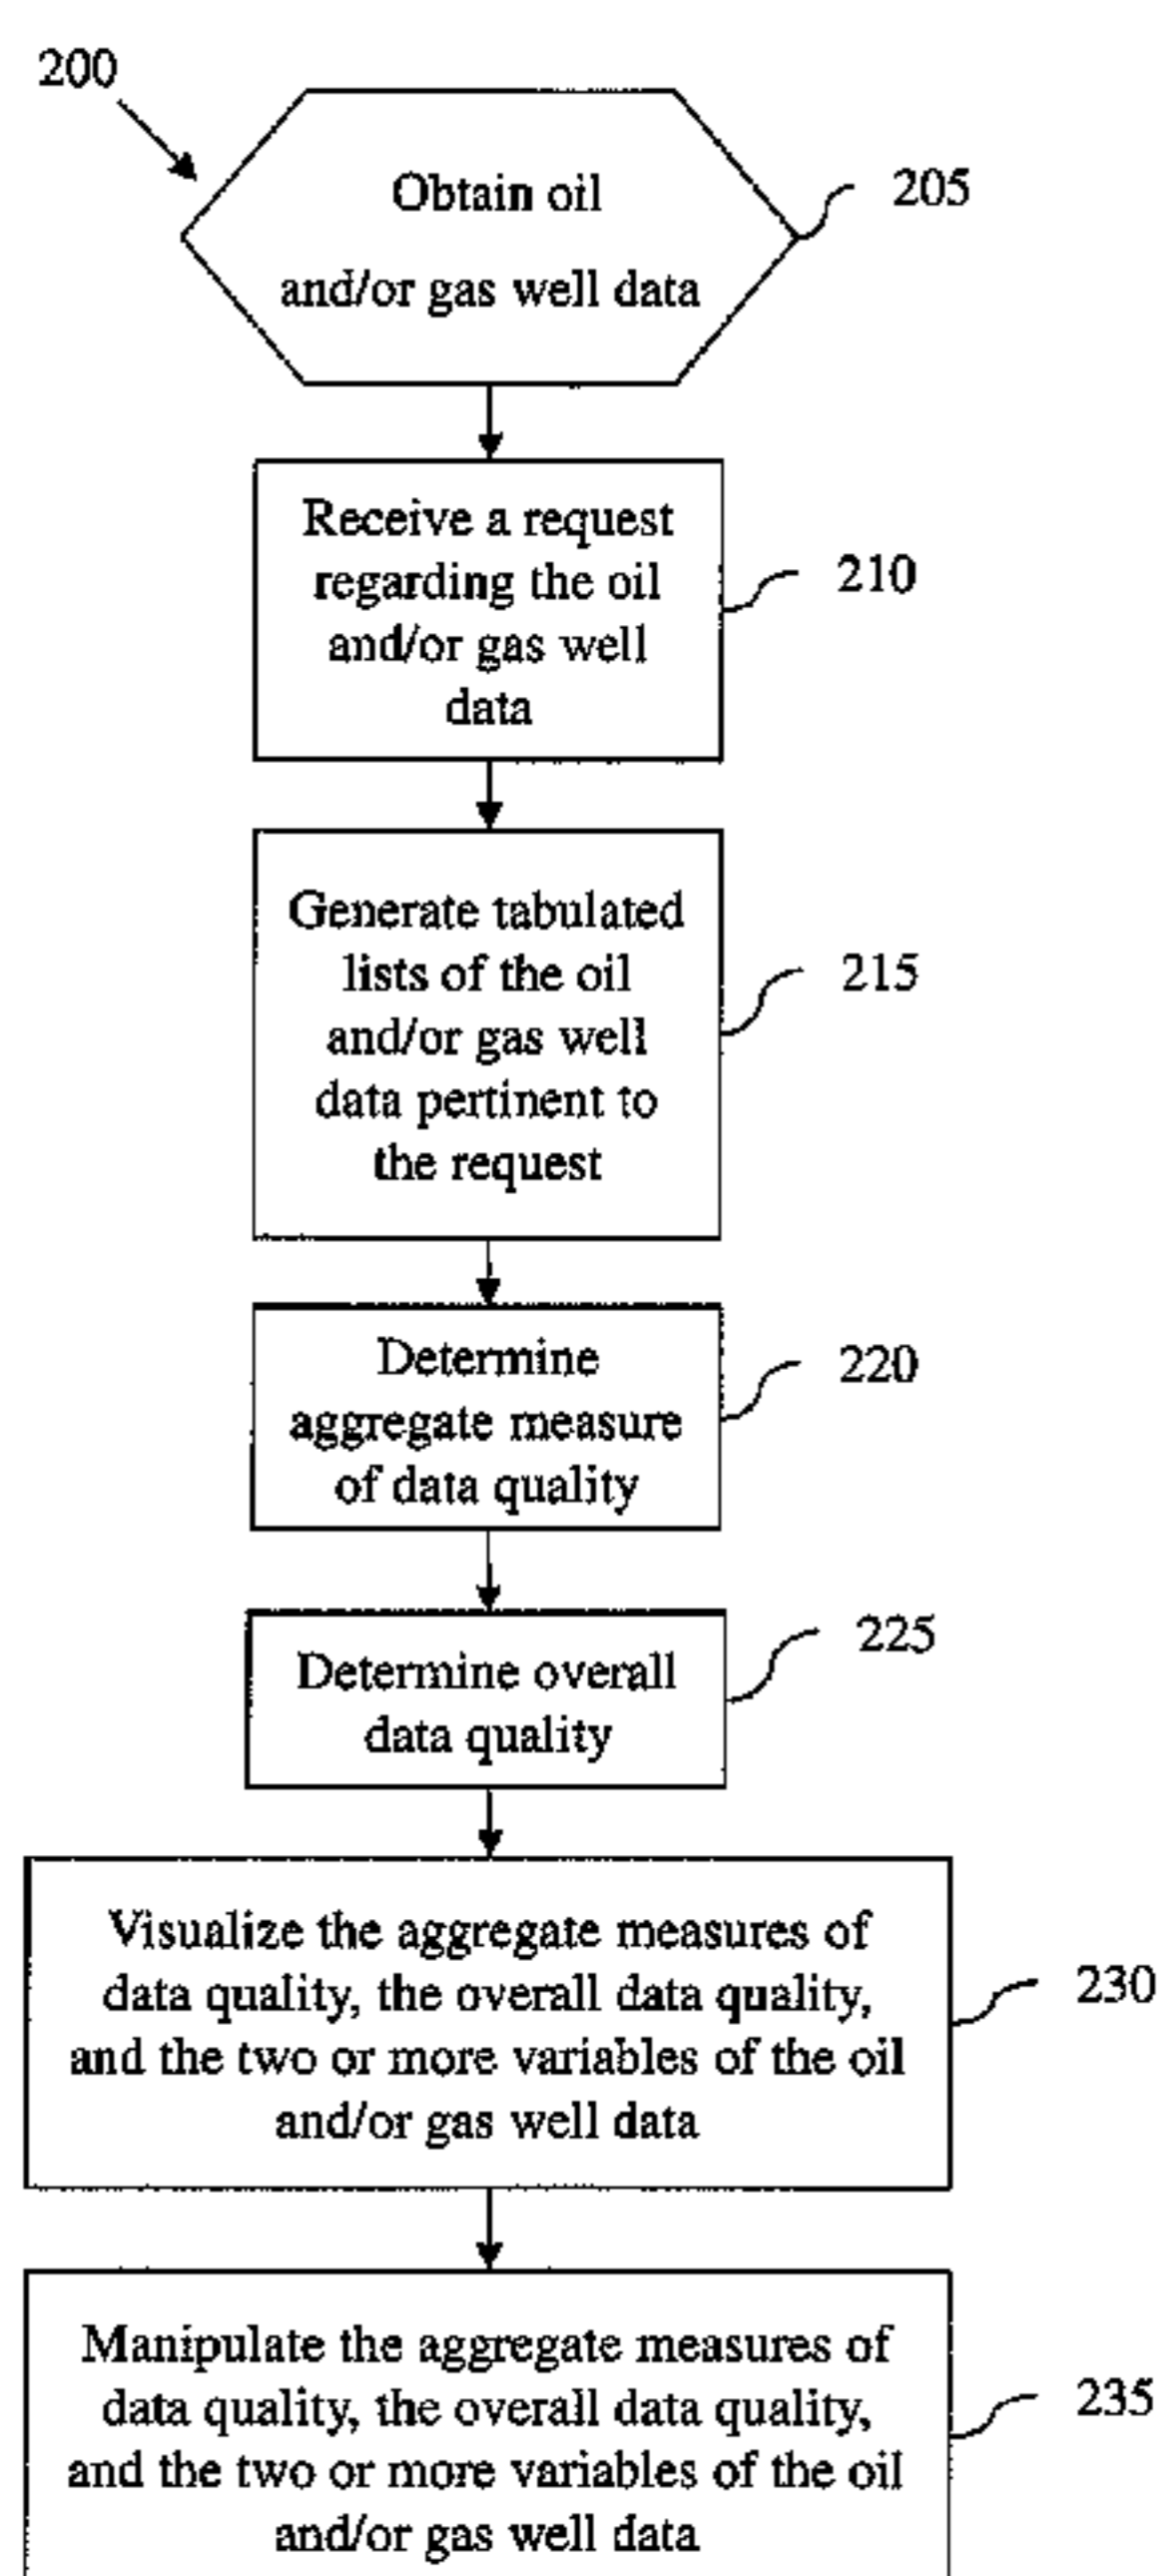 200
Obtain oil
and/or gas well data
205
Receive a request
regarding the oil
and/or gas well
data
210
Generate tabulated
lists of the oil
and/or gas well
data pertinent to
the request
215
Determine
aggregate measure
of data quality
220
Determine overall
data quality
225
Visualize the aggregate measures of
data quality, the overall data quality,
and the two or more variables of the oil
and/or gas well data
230
Manipulate the aggregate measures of
data quality, the overall data quality,
and the two or more variables of the oil
and/or gas well data
235